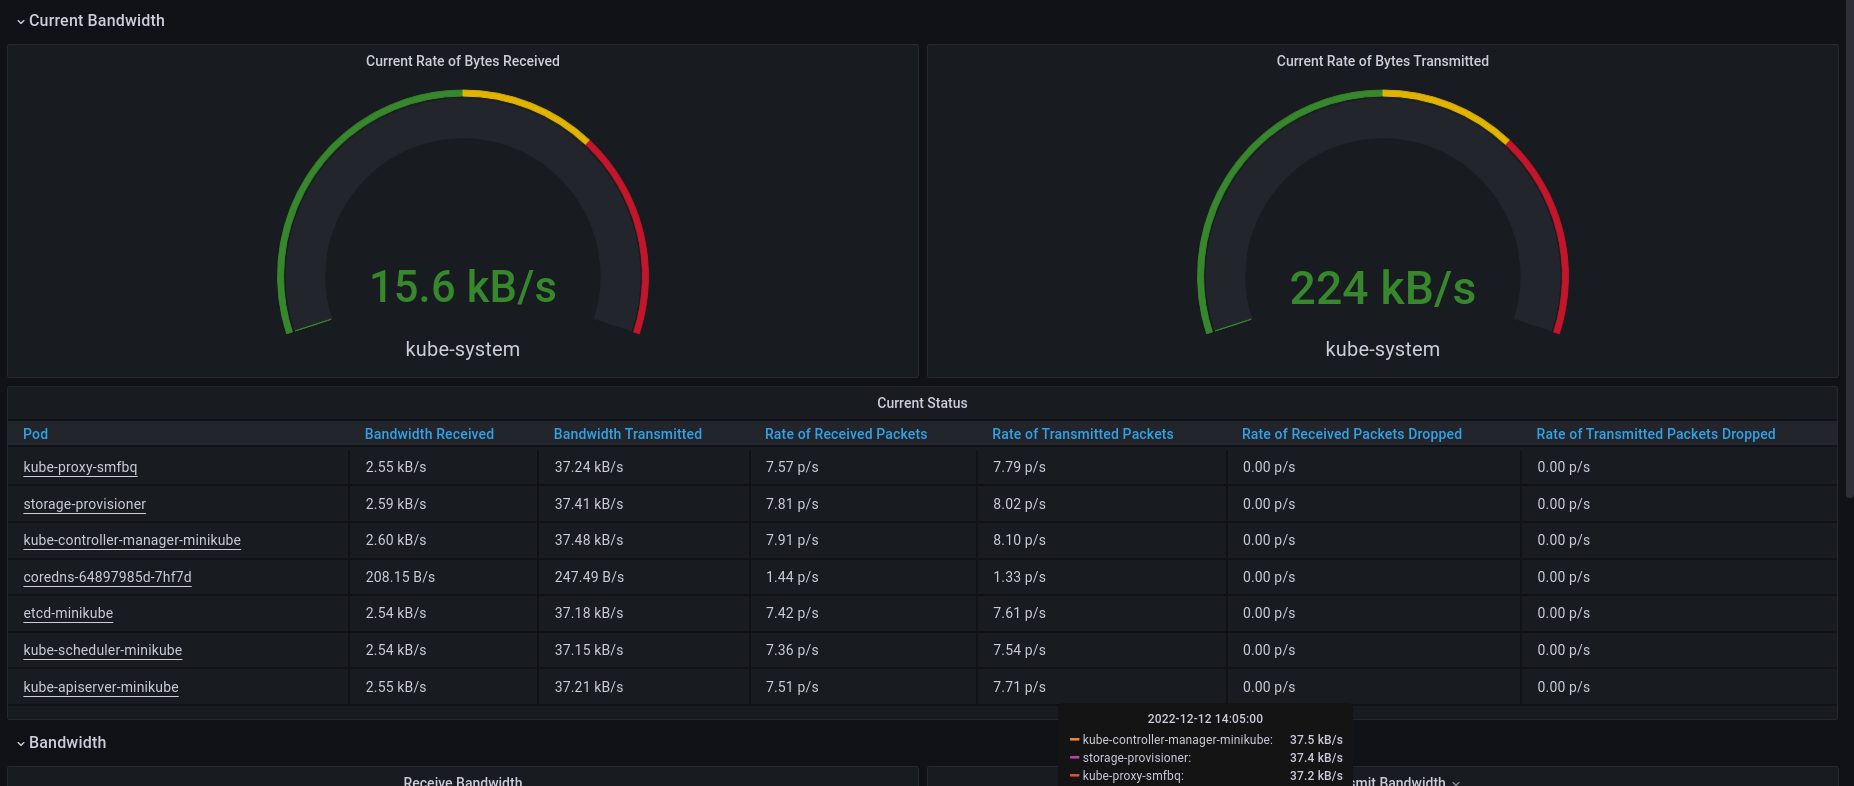 Current Bandwidth
Current Rate of Bytes Received
15.6 kB/s
kube-system
Current Rate of Bytes Transmitted
224 kB/s
kube-system
Current Status
Pod Bandwidth Received Bandwidth Transmitted Rate of Received Packets Rate of Transmitted Packets Rate of Received Packets Dropped Rate of Transmitted Packets Dropped
kube-proxy-smfbq 2.55 kB/s 37.24 kB/s 7.57 p/s 7.79 p/s 0.00 p/s 0.00 p/s
storage-provisioner 2.59 kB/s 37.41 kB/s 7.81 p/s 8.02 p/s 0.00 p/s 0.00 p/s
kube-controller-manager-minikube 2.60 kB/s 37.48 kB/s 7.91 p/s 8.10 p/s 0.00 p/s 0.00 p/s
coredns-64897985d-7hf7d 208.15 B/s 247.49 B/s 1.44 p/s 1.33 p/s 0.00 p/s 0.00 p/s
etcd-minikube 2.54 kB/s 37.18 kB/s 7.42 p/s 7.61 p/s 0.00 p/s 0.00 p/s
kube-scheduler-minikube 2.54 kB/s 37.15 kB/s 7.36 p/s 7.54 p/s 0.00 p/s 0.00 p/s
kube-apiserver-minikube 2.55 kB/s 37.21 kB/s 7.51 p/s 7.71 p/s 0.00 p/s 0.00 p/s
2022-12-12 14:05:00
kube-controller-manager-minikube: 37.5 kB/s
storage-provisioner: 37.4 kB/s
kube-proxy-smfbq: 37.2 kB/s
Bandwidth
Receive Bandwidth
smit Bandwidth